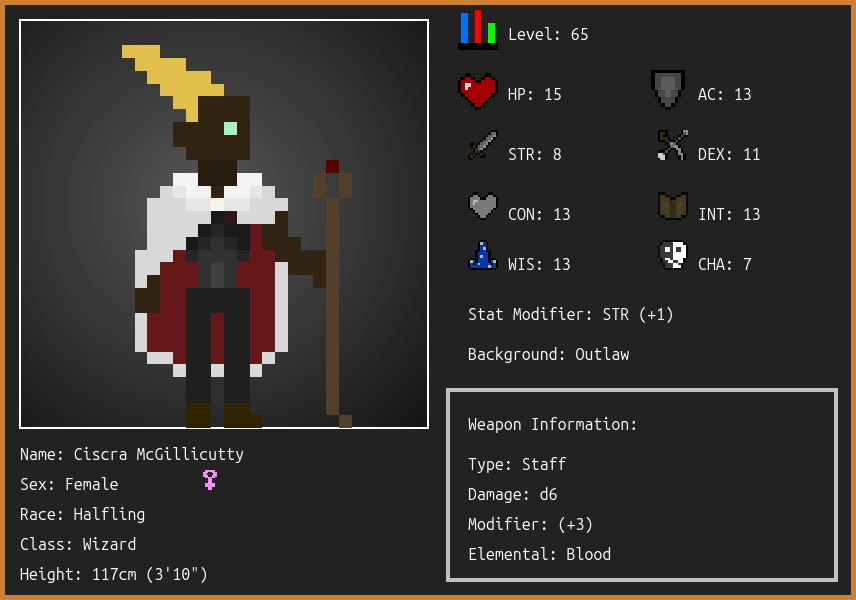 Level: 65
HP: 15
AC: 13
STR: 8
DEX: 11
CON: 13
INT: 13
WIS: 13
CHA: 7
Stat Modifier: STR (+1)
Background: Outlaw
Weapon Information:
Type: Staff
Damage: d6
Modifier: (+3)
Elemental: Blood
Name: Ciscra McGillicutty
Sex: Female
Race: Halfling
Class: Wizard
Height: 117cm (3'10")